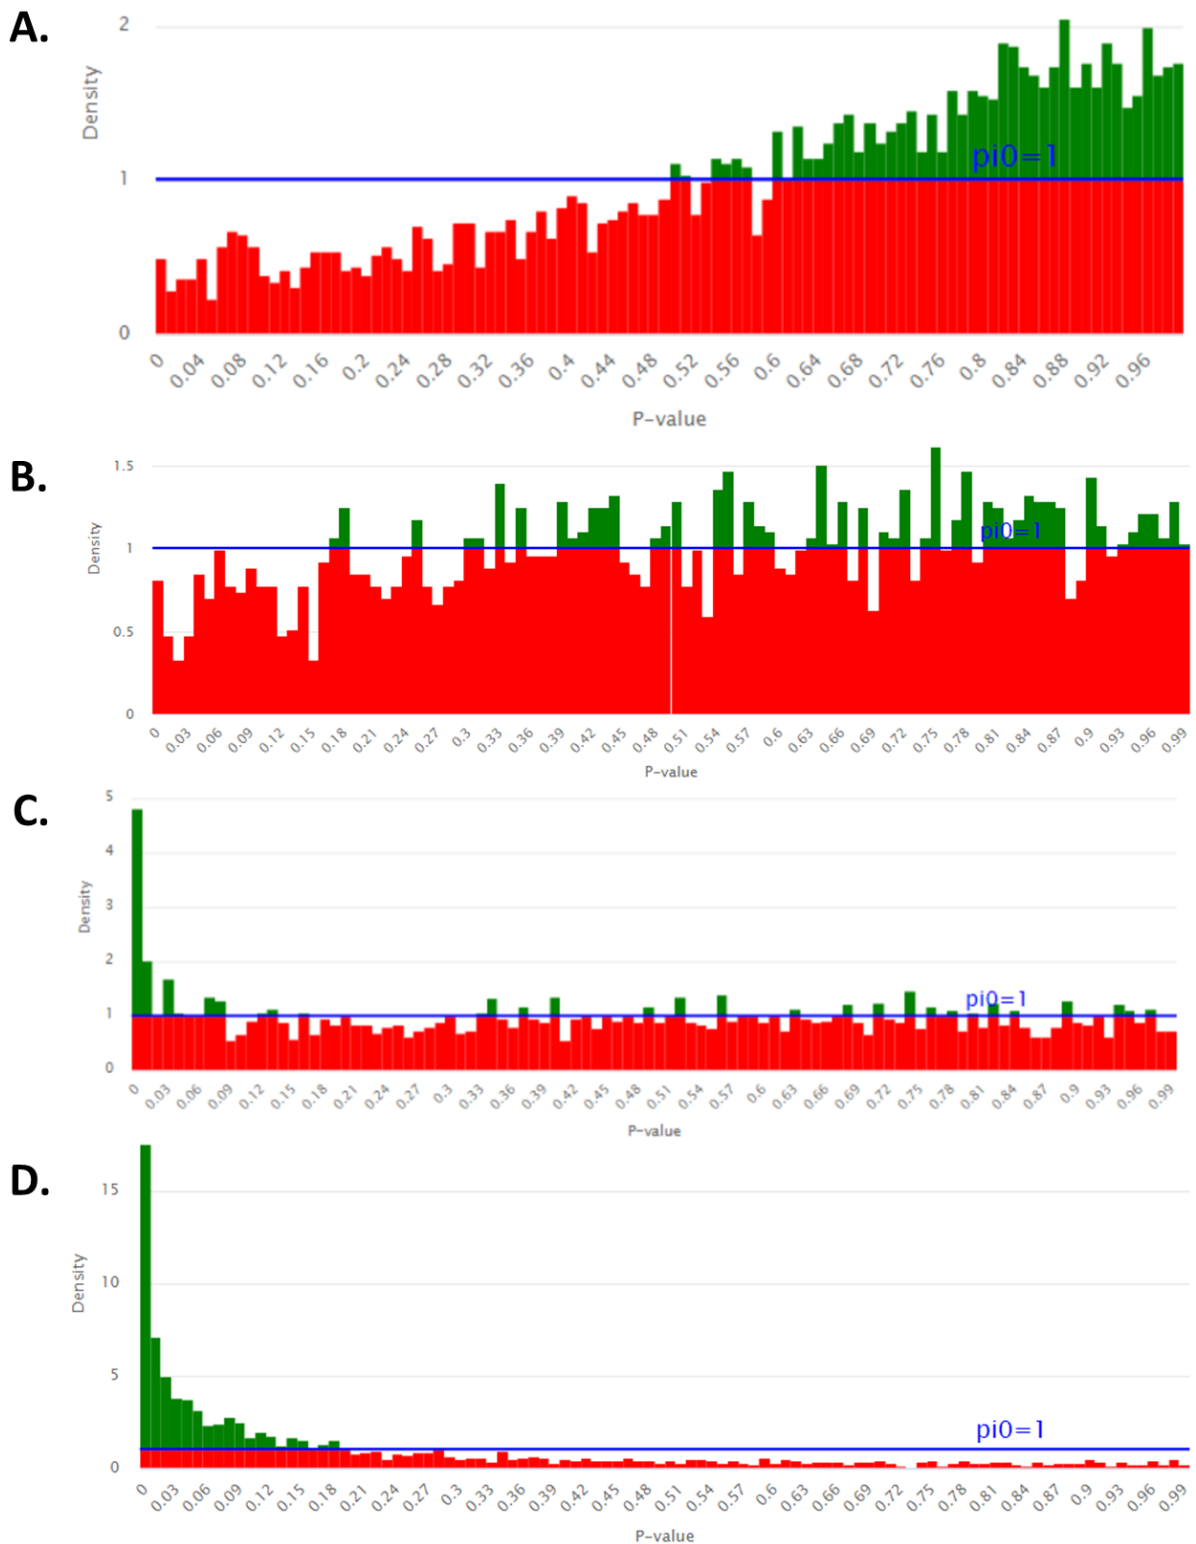 A.
2
Density
pi0=1
1
0
0 0.04 0.08 0.12 0.16 0.2 0.24 0.28 0.32 0.36 0.4 0.44 0.48 0.52 0.56 0.6 0.64 0.68 0.72 0.76 0.8 0.84 0.88 0.92 0.96
P-value
B.
1.5
Density
pi0=1
1
0.5
0
0 0.03 0.06 0.09 0.12 0.15 0.18 0.21 0.24 0.27 0.3 0.33 0.36 0.39 0.42 0.45 0.48 0.51 0.54 0.57 0.6 0.63 0.66 0.69 0.72 0.75 0.78 0.81 0.84 0.87 0.9 0.93 0.96 0.99
P-value
C.
5
4
Density
3
2
pi0=1
1
0
0 0.03 0.06 0.09 0.12 0.15 0.18 0.21 0.24 0.27 0.3 0.33 0.36 0.39 0.42 0.45 0.48 0.51 0.54 0.57 0.6 0.63 0.66 0.69 0.72 0.75 0.78 0.81 0.84 0.87 0.9 0.93 0.96 0.99
P-value
D.
15
Density
10
5
pi0=1
0
0 0.03 0.06 0.09 0.12 0.15 0.18 0.21 0.24 0.27 0.3 0.33 0.36 0.39 0.42 0.45 0.48 0.51 0.54 0.57 0.6 0.63 0.66 0.69 0.72 0.75 0.78 0.81 0.84 0.87 0.9 0.93 0.96 0.99
P-value